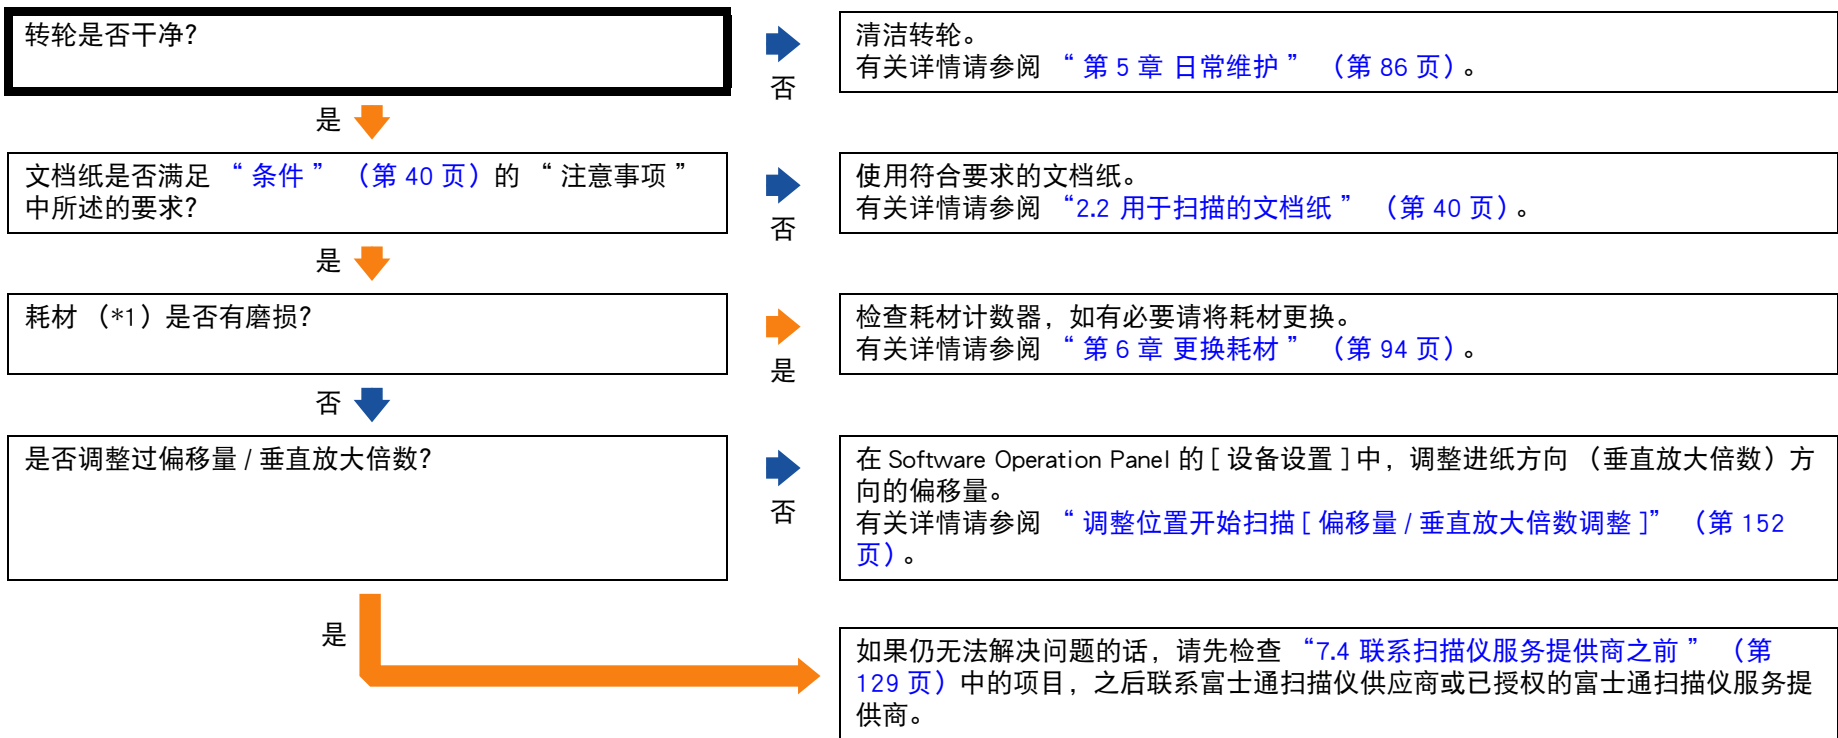 转轮是否干净？
否
清洁转轮。
有关详情请参阅 “ 第 5 章 日常维护 ” （第 86 页）。
是
文档纸是否满足 “ 条件 ” （第 40 页）的 “ 注意事项 ”
中所述的要求？
否
使用符合要求的文档纸。
有关详情请参阅 “2.2 用于扫描的文档纸 ” （第 40 页）。
是
耗材 （*1）是否有磨损？
是
检查耗材计数器，如有必要请将耗材更换。
有关详情请参阅 “ 第 6 章 更换耗材 ” （第 94 页）。
否
是否调整过偏移量 / 垂直放大倍数？
否
在 Software Operation Panel 的 [ 设备设置 ] 中，调整进纸方向 （垂直放大倍数）方
向的偏移量。
有关详情请参阅 “ 调整位置开始扫描 [ 偏移量 / 垂直放大倍数调整 ]” （第 152
页）。
是
如果仍无法解决问题的话，请先检查 “7.4 联系扫描仪服务提供商之前 ” （第
129 页）中的项目，之后联系富士通扫描仪供应商或已授权的富士通扫描仪服务提
供商。